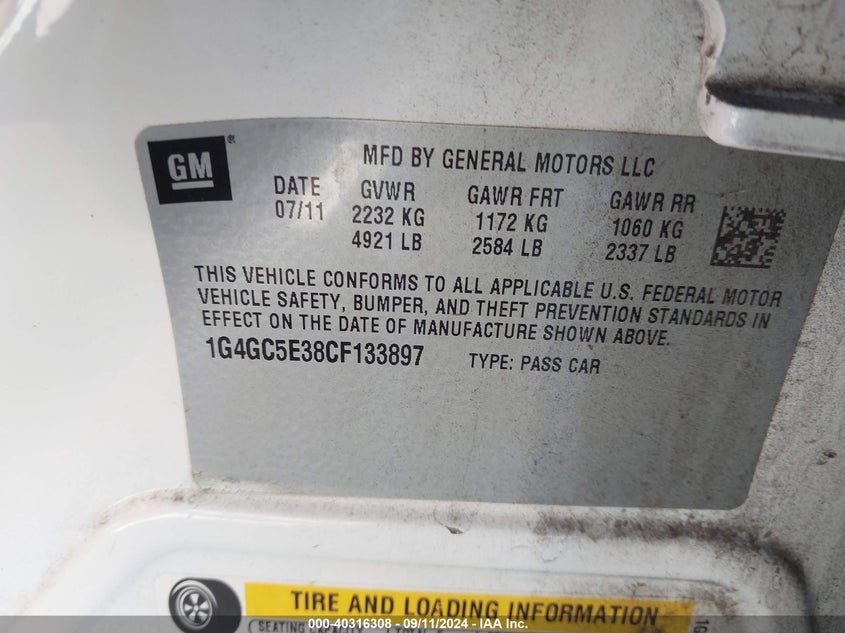 GM®
MFD BY GENERAL MOTORS LLC
DATE GVWR GAWR FRT GAWR RR
07/11 2232 KG 1172 KG 1060 KG
4921 LB 2584 LB 2337 LB
THIS VEHICLE CONFORMS TO ALL APPLICABLE U.S. FEDERAL MOTOR
VEHICLE SAFETY, BUMPER, AND THEFT PREVENTION STANDARDS IN
EFFECT ON THE DATE OF MANUFACTURE SHOWN ABOVE.
1G4GC5E38CF133897 TYPE: PASS CAR
TIRE AND LOADING INFORMATION
SEATING CAPACITY
000-40316308 - 09/11/2024 - IAA Inc.